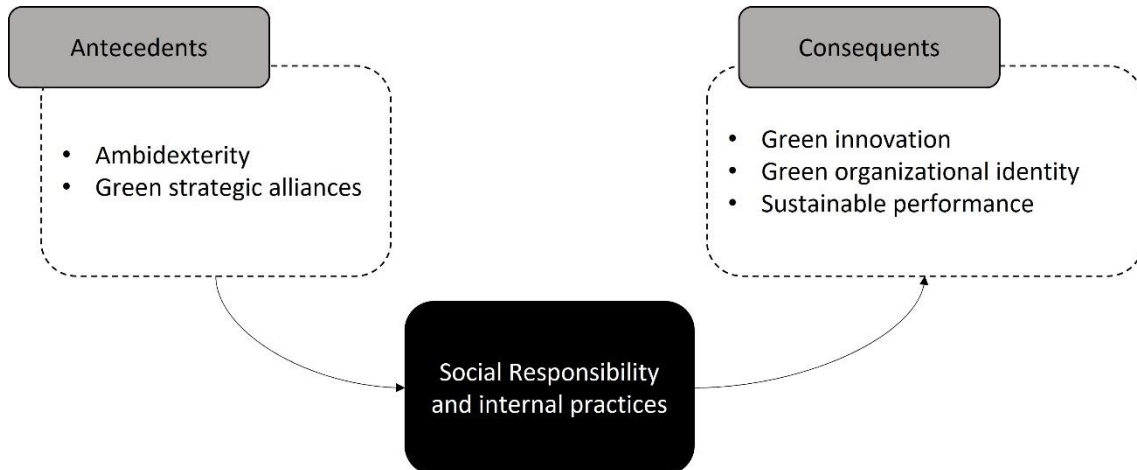 Antecedents
• Ambidexterity
• Green strategic alliances
Consequents
• Green innovation
• Green organizational identity
• Sustainable performance
Social Responsibility
and internal practices